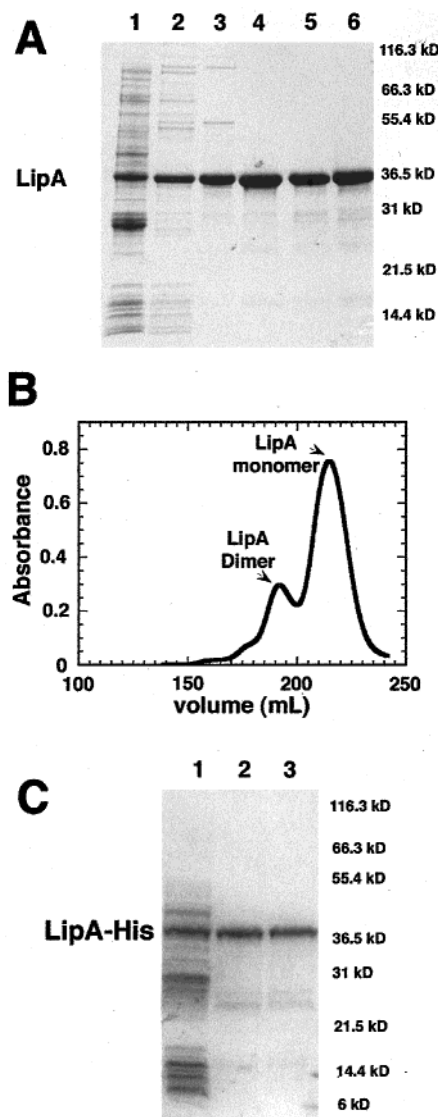 A
1 2 3 4 5 6
116.3 kD
66.3 kD
55.4 kD
LipA
36.5 kD
31 kD
21.5 kD
14.4 kD
B
LipA
monomer
LipA
Dimer
Absorbance
0.8
0.6
0.4
0.2
0
100 150 200 250
volume (mL)
C
1 2 3
116.3 kD
66.3 kD
55.4 kD
LipA-His
36.5 kD
31 kD
21.5 kD
14.4 kD
6 kD